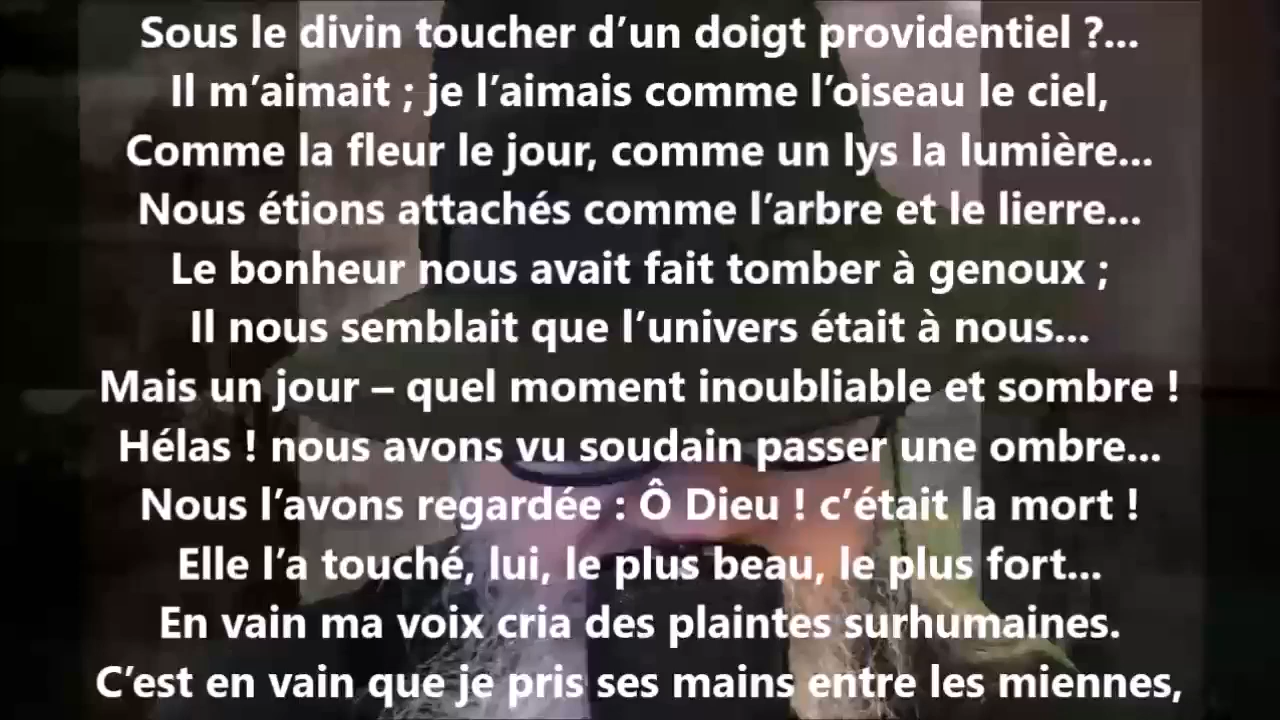 Sous le divin toucher d’un doigt providentiel ?...
Il m’aimait ; je l’aimais comme l’oiseau le ciel,
Comme la fleur le jour, comme un lys la lumière...
Nous étions attachés comme l’arbre et le lierre...
Le bonheur nous avait fait tomber à genoux ;
Il nous semblait que l’univers était à nous...
Mais un jour – quel moment inoubliable et sombre !
Hélas ! nous avons vu soudain passer une ombre...
Nous l’avons regardée : Ô Dieu ! c’était la mort !
Elle l’a touché, lui, le plus beau, le plus fort...
En vain ma voix cria des plaintes surhumaines.
C’est en vain que je pris ses mains entre les miennes,